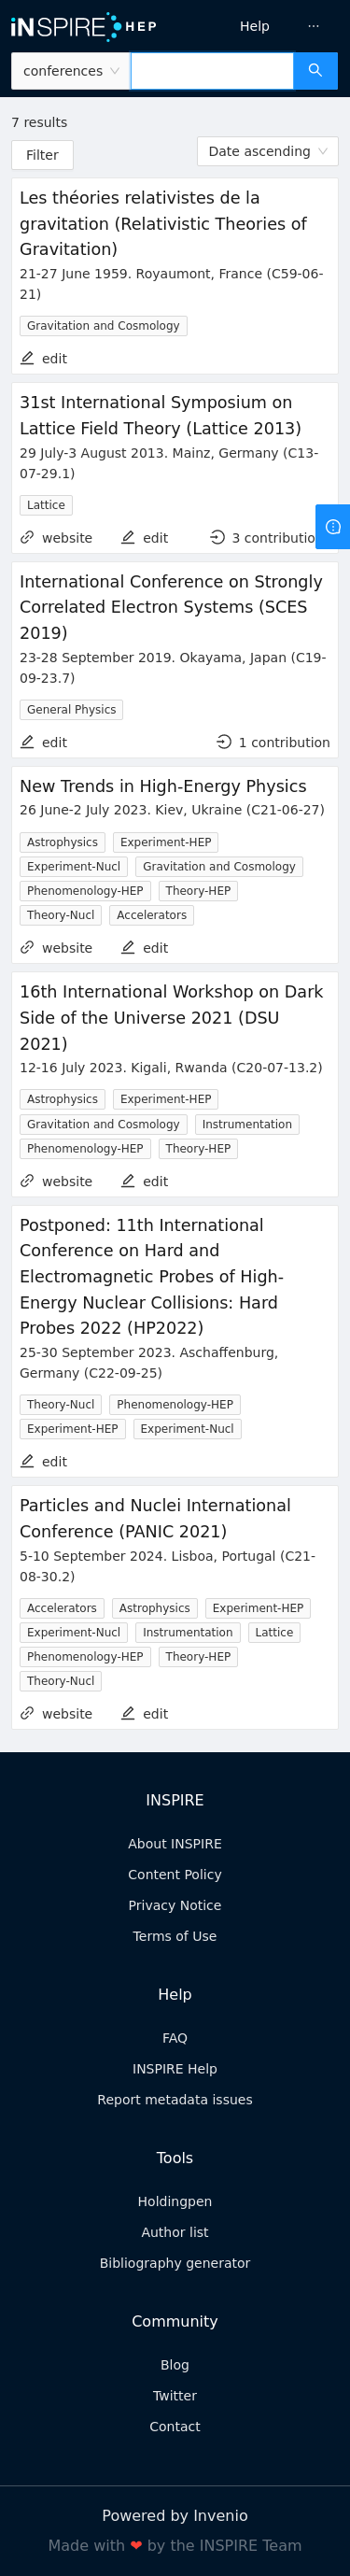 INSPIRE HEP
Help
···
conferences
7 results
Filter
Date ascending
Les théories relativistes de la
gravitation (Relativistic Theories of
Gravitation)
21-27 June 1959. Royaumont, France (C59-06-
21)
Gravitation and Cosmology
edit
31st International Symposium on
Lattice Field Theory (Lattice 2013)
29 July-3 August 2013. Mainz, Germany (C13-
07-29.1)
Lattice
website edit 3 contributio
International Conference on Strongly
Correlated Electron Systems (SCES
2019)
23-28 September 2019. Okayama, Japan (C19-
09-23.7)
General Physics
edit 1 contribution
New Trends in High-Energy Physics
26 June-2 July 2023. Kiev, Ukraine (C21-06-27)
Astrophysics Experiment-HEP
Experiment-Nucl Gravitation and Cosmology
Phenomenology-HEP Theory-HEP
Theory-Nucl Accelerators
website edit
16th International Workshop on Dark
Side of the Universe 2021 (DSU
2021)
12-16 July 2023. Kigali, Rwanda (C20-07-13.2)
Astrophysics Experiment-HEP
Gravitation and Cosmology Instrumentation
Phenomenology-HEP Theory-HEP
website edit
Postponed: 11th International
Conference on Hard and
Electromagnetic Probes of High-
Energy Nuclear Collisions: Hard
Probes 2022 (HP2022)
25-30 September 2023. Aschaffenburg,
Germany (C22-09-25)
Theory-Nucl Phenomenology-HEP
Experiment-HEP Experiment-Nucl
edit
Particles and Nuclei International
Conference (PANIC 2021)
5-10 September 2024. Lisboa, Portugal (C21-
08-30.2)
Accelerators Astrophysics Experiment-HEP
Experiment-Nucl Instrumentation Lattice
Phenomenology-HEP Theory-HEP
Theory-Nucl
website edit
INSPIRE
About INSPIRE
Content Policy
Privacy Notice
Terms of Use
Help
FAQ
INSPIRE Help
Report metadata issues
Tools
Holdingpen
Author list
Bibliography generator
Community
Blog
Twitter
Contact
Powered by Invenio
Made with ❤ by the INSPIRE Team